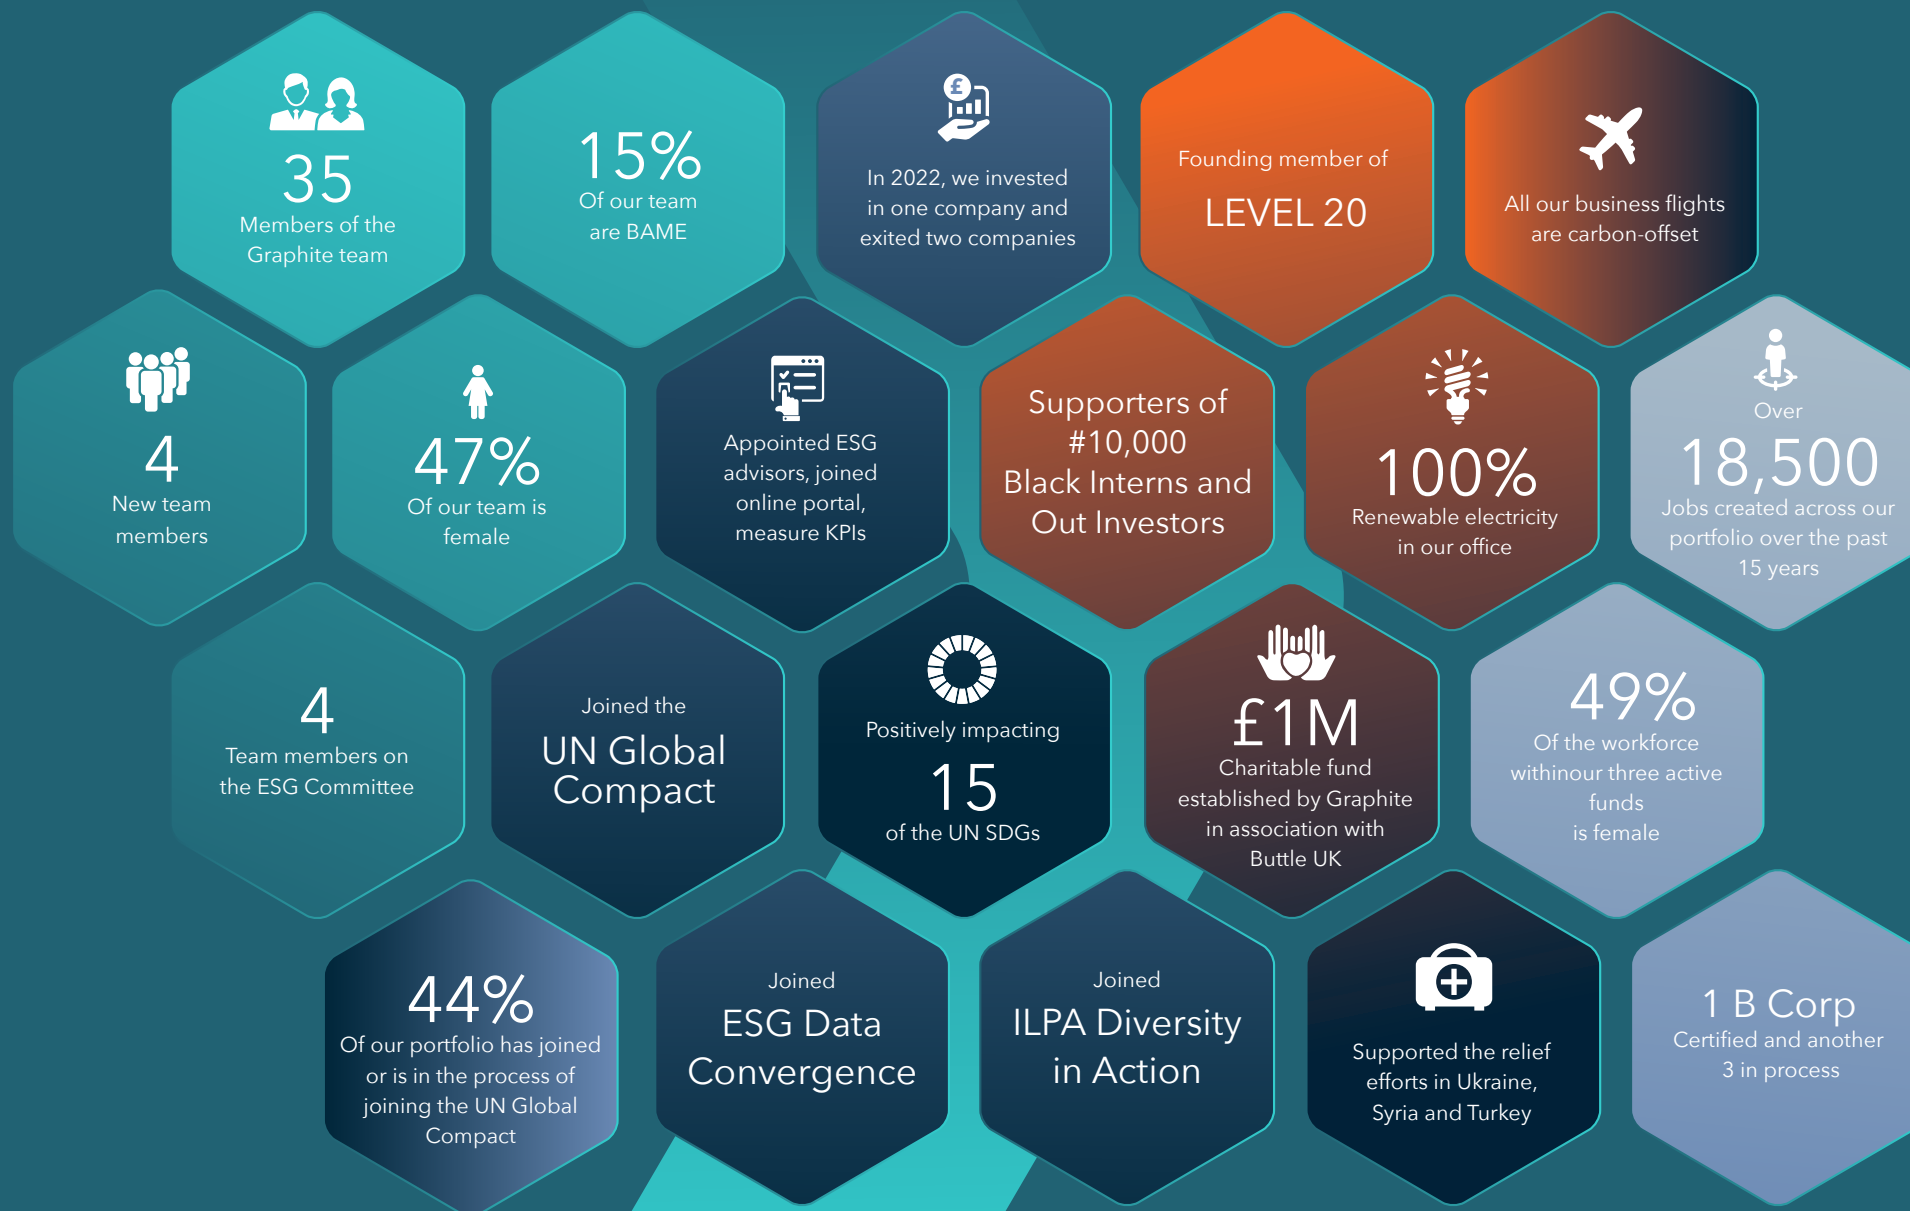 35
Members of the
Graphite team
15%
Of our team
are BAME
£
In 2022, we invested
in one company and
exited two companies
Founding member of
LEVEL 20
All our business flights
are carbon-offset
4
New team
members
47%
Of our team is
female
Appointed ESG
advisors, joined
online portal,
measure KPIs
Supporters of
#10,000
Black Interns and
Out Investors
100%
Renewable electricity
in our office
Over
18,500
Jobs created across our
portfolio over the past
15 years
4
Team members on
the ESG Committee
Joined the
UN Global
Compact
Positively impacting
15
of the UN SDGs
£1M
Charitable fund
established by Graphite
in association with
Buttle UK
49%
Of the workforce
withinour three active
funds
is female
44%
Of our portfolio has joined
or is in the process of
joining the UN Global
Compact
Joined
ESG Data
Convergence
Joined
ILPA Diversity
in Action
Supported the relief
efforts in Ukraine,
Syria and Turkey
1 B Corp
Certified and another
3 in process